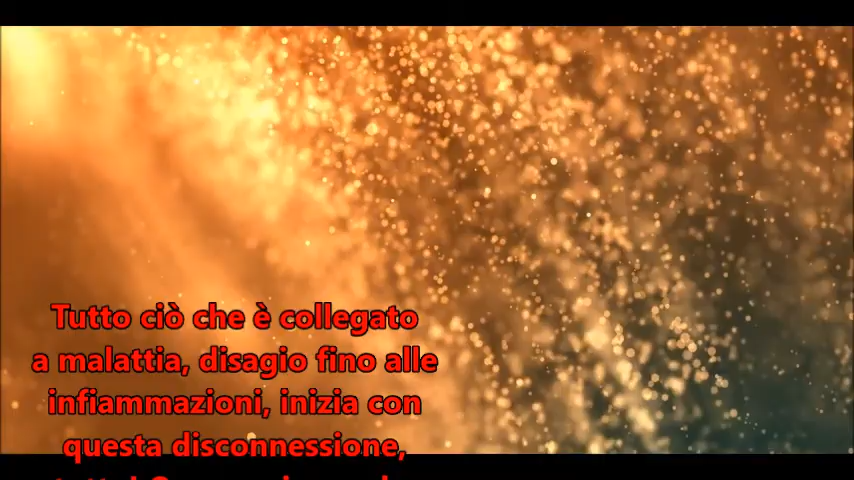 Tutto ciò che è collegato
a malattia, disagio fino alle
infiammazioni, inizia con
questa disconnessione,